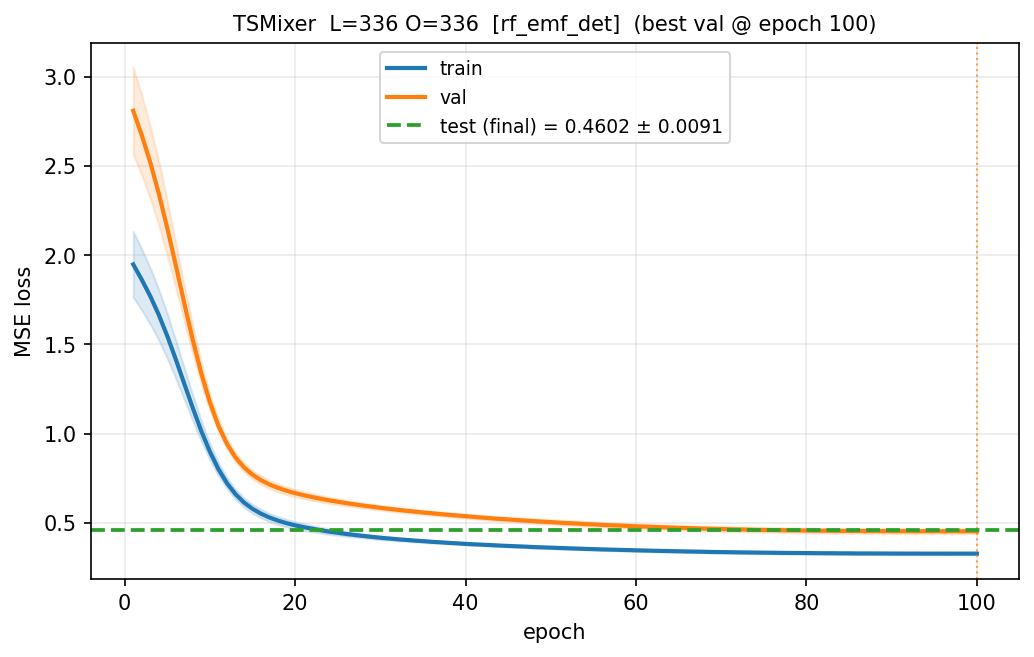 TSMixer  L=336 O=336  [rf_emf_det]  (best val @ epoch 100)
train
val
test (final) = 0.4602 ± 0.0091
MSE loss
3.0
2.5
2.0
1.5
1.0
0.5
0
20
40
60
80
100
epoch